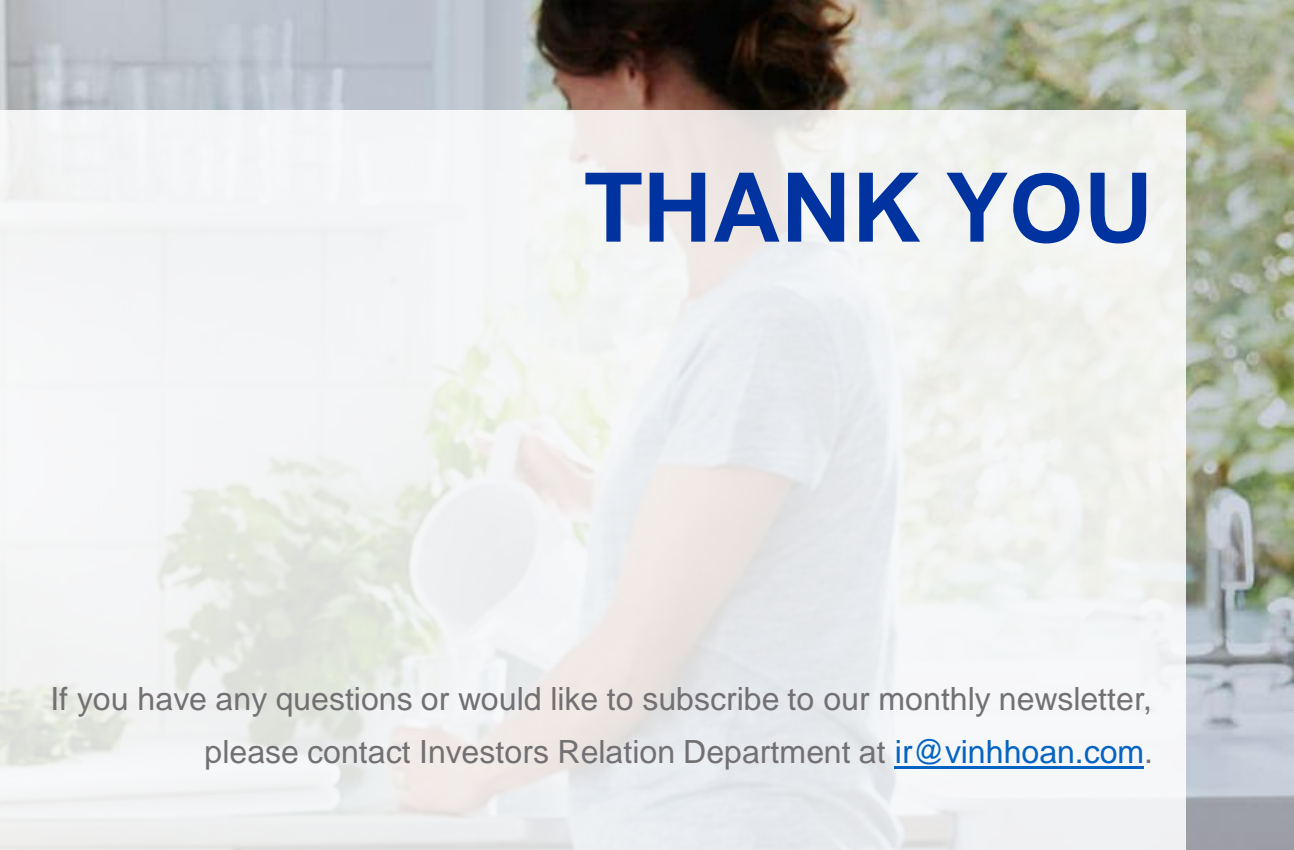 THANK YOU
If you have any questions or would like to subscribe to our monthly newsletter,
please contact Investors Relation Department at ir@vinhhoan.com.